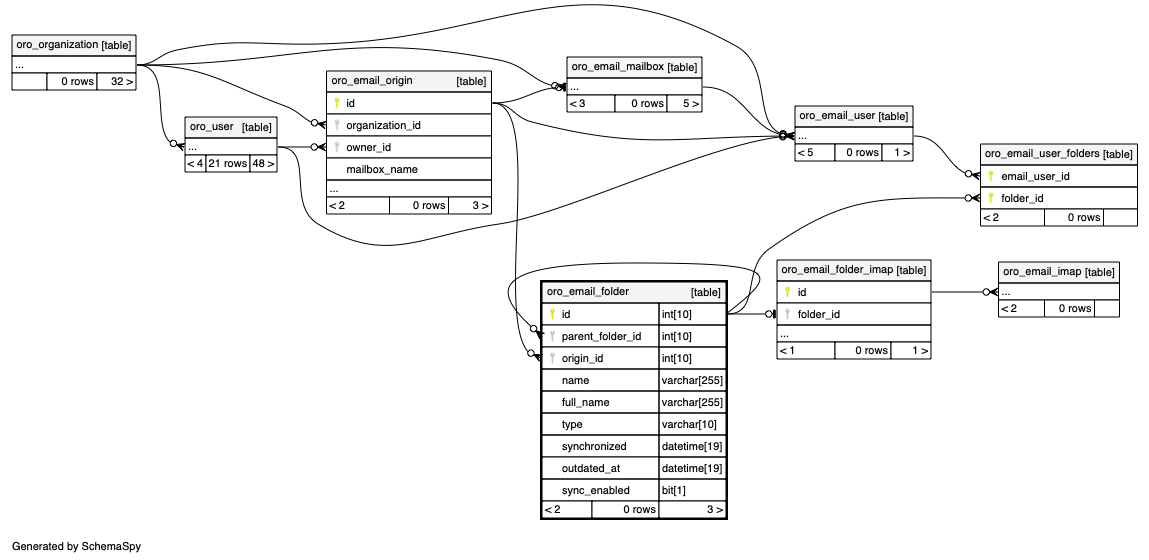 oro_organization [table]
...
0 rows 32 >
oro_user [table]
...
< 4 21 rows 48 >
oro_email_origin [table]
id
organization_id
owner_id
mailbox_name
...
< 2 0 rows 3 >
oro_email_mailbox [table]
...
< 3 0 rows 5 >
oro_email_user [table]
...
< 5 0 rows 1 >
oro_email_user_folders [table]
email_user_id
folder_id
< 2 0 rows
oro_email_folder [table]
id int[10]
parent_folder_id int[10]
origin_id int[10]
name varchar[255]
full_name varchar[255]
type varchar[10]
synchronized datetime[19]
outdated_at datetime[19]
sync_enabled bit[1]
< 2 0 rows 3 >
oro_email_folder_imap [table]
id
folder_id
...
< 1 0 rows 1 >
oro_email_imap [table]
...
< 2 0 rows
Generated by SchemaSpy